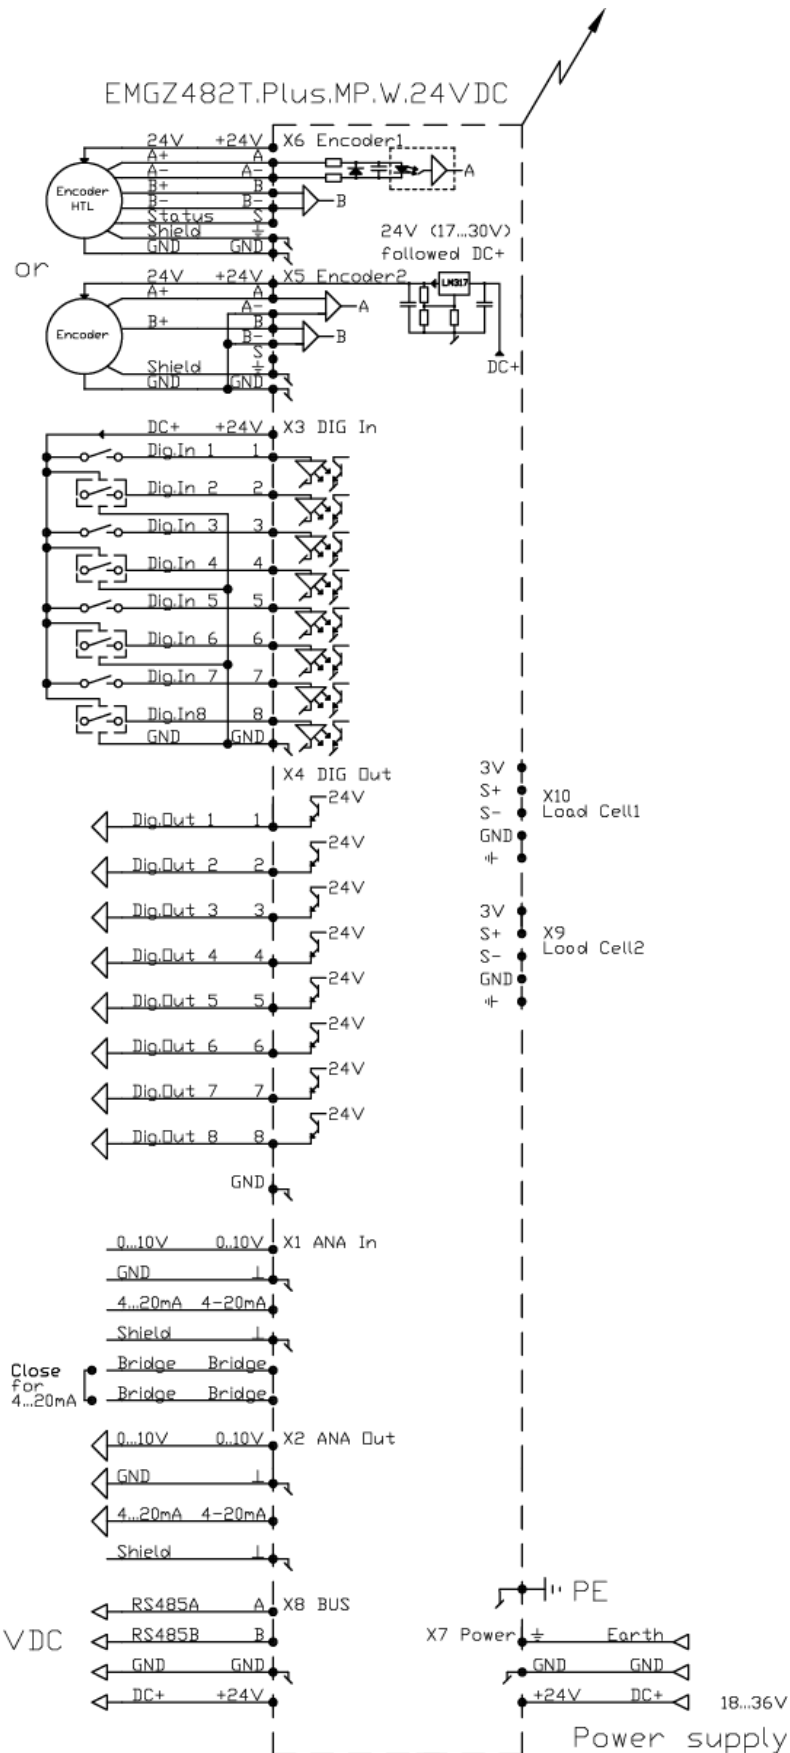 EMGZ482T.Plus.MP.W.24VDC
24V +24V X6 Encoder1
A+ A
A- A-
A
B+ B
B- B-
B
Encoder
HTL
Status S
Shield
GND GND
24V (17...30V)
followed DC+
or
24V +24V X5 Encoder2
LM317
A+ A
A-
A
B+ B
B-
B
Encoder
S
Shield
GND GND
DC+
DC+ +24V X3 DIG In
Dig.In 1 1
Dig.In 2 2
Dig.In 3 3
Dig.In 4 4
Dig.In 5 5
Dig.In 6 6
Dig.In 7 7
Dig.In8 8
GND GND
X4 DIG Out
24V
Dig.Out 1 1
24V
Dig.Out 2 2
24V
Dig.Out 3 3
24V
Dig.Out 4 4
24V
Dig.Out 5 5
24V
Dig.Out 6 6
24V
Dig.Out 7 7
24V
Dig.Out 8 8
GND
3V
S+
S-
GND
X10
Load Cell1
3V
S+
S-
GND
X9
Load Cell2
0...10V 0..10V X1 ANA In
GND
4...20mA 4-20mA
Shield
Bridge Bridge
Bridge Bridge
Close
for
4...20mA
0...10V 0..10V X2 ANA Out
GND
4...20mA 4-20mA
Shield
PE
RS485A A X8 BUS
RS485B B
VDC
GND GND
DC+ +24V
X7 Power Earth
GND GND
+24V DC+ 18...36V
Power supply